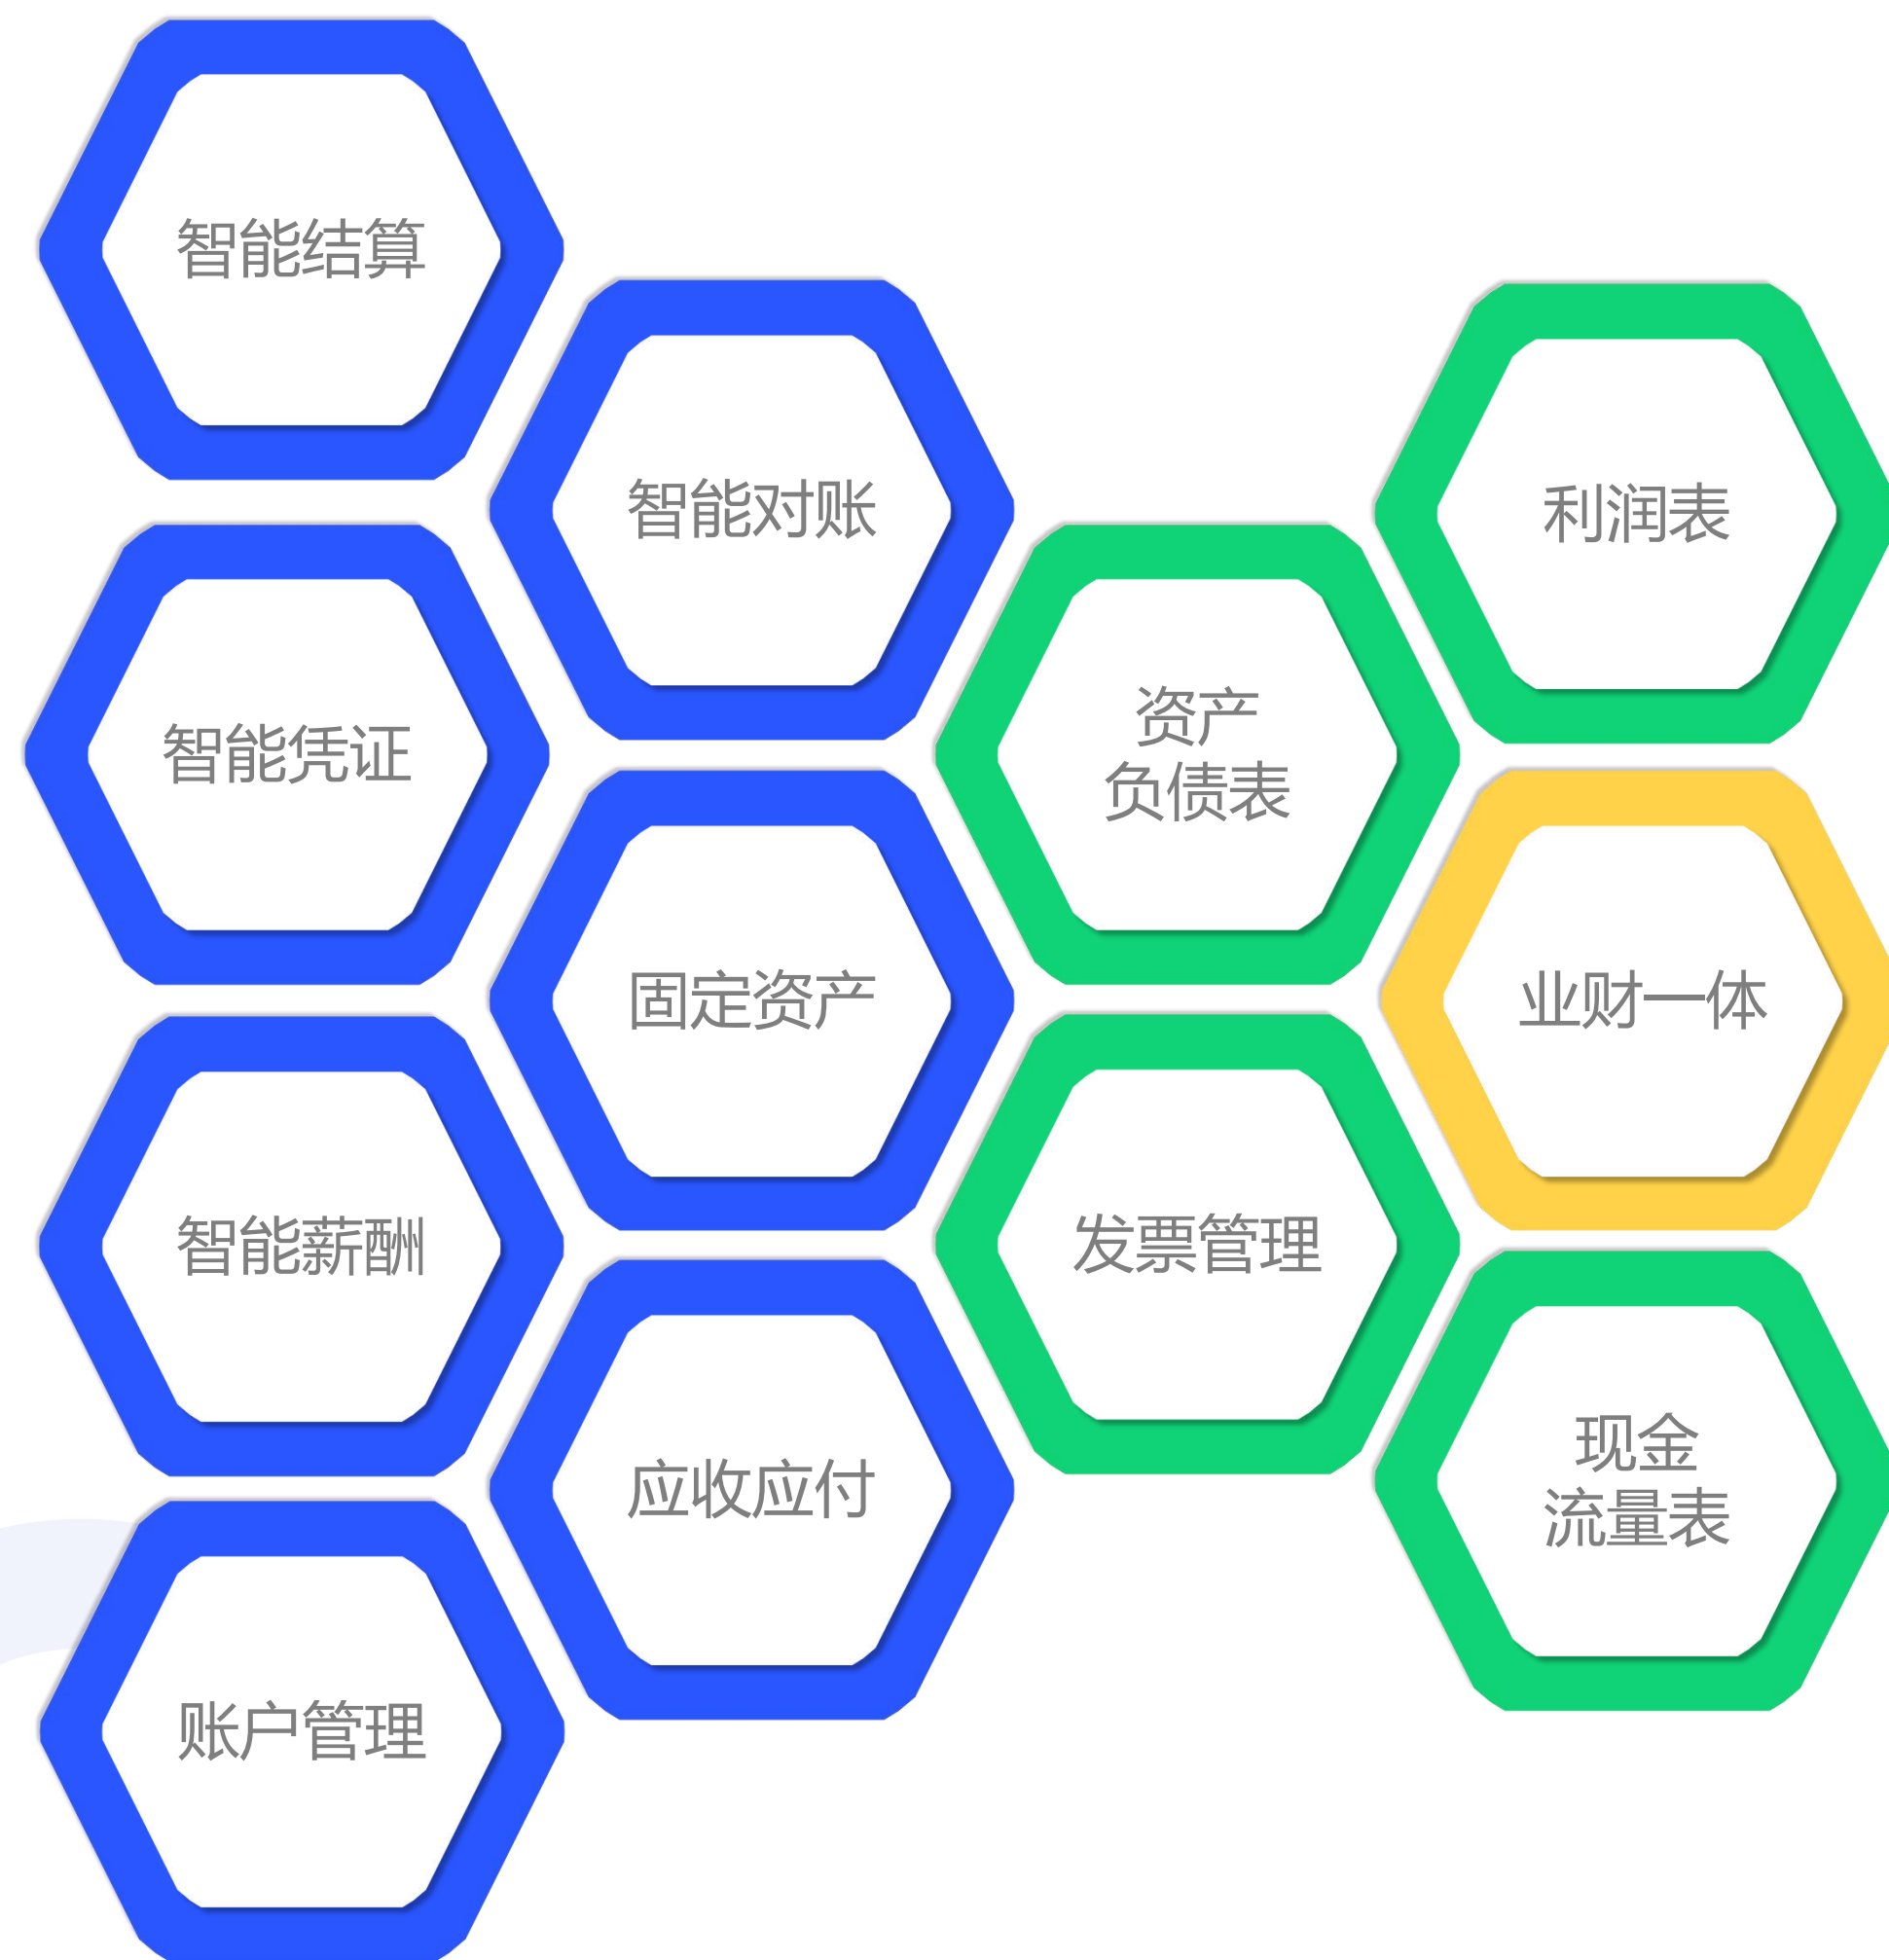 智能结算
智能对账
利润表
智能凭证
资产
负债表
固定资产
业财一体
智能薪酬
发票管理
应收应付
现金
流量表
账户管理